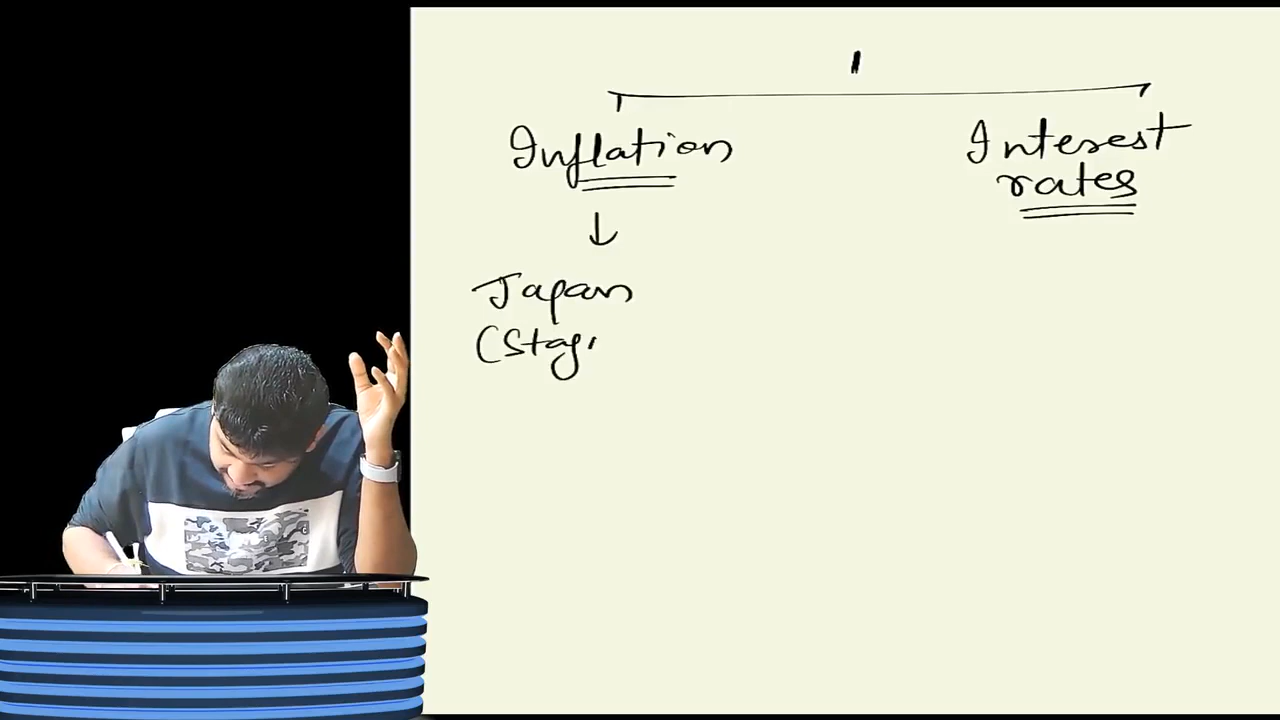 Inflation
Interest
rates
↓
Japan
(Stag